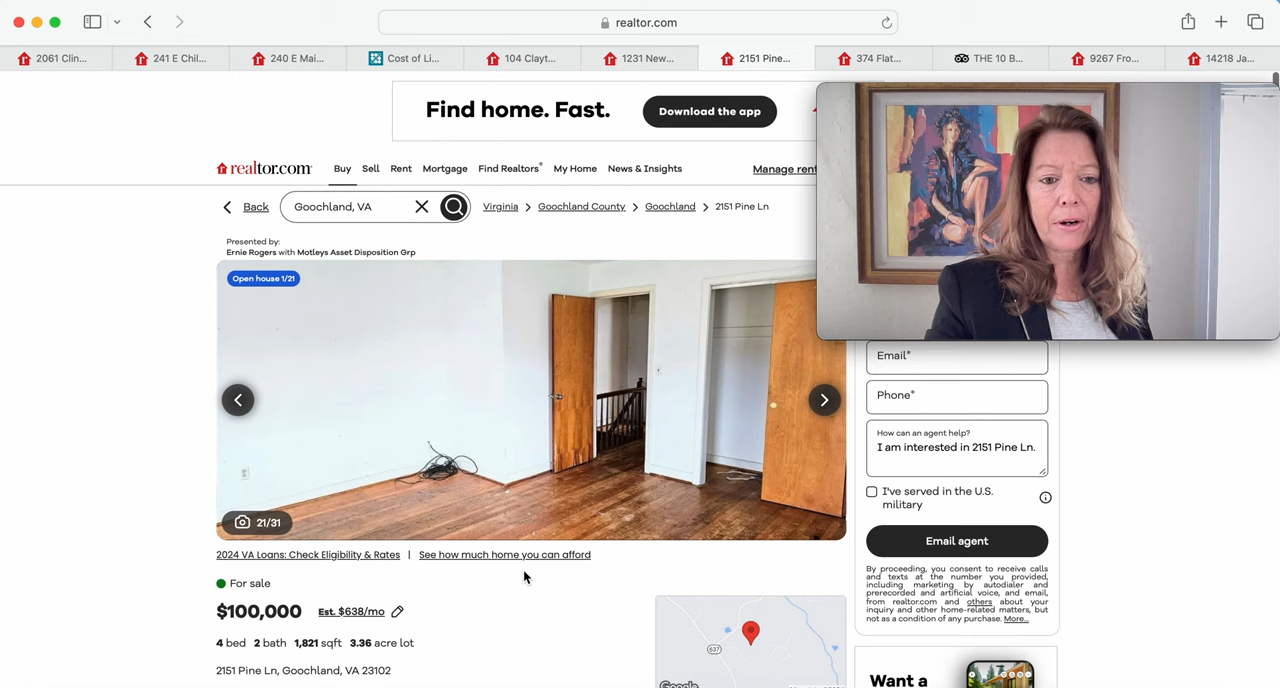 realtor.com
2061 Clin...
241 E Chil...
240 E Mai...
Cost of Li...
104 Clayt...
1231 New...
2151 Pine...
374 Flat...
THE 10 B...
9267 Fro...
14218 Ja...
Find home. Fast.
Download the app
realtor.com
Buy
Sell
Rent
Mortgage
Find Realtors®
My Home
News & Insights
Manage rent
Back
Goochland, VA
Virginia > Goochland County > Goochland > 2151 Pine Ln
Presented by:
Ernie Rogers with Motleys Asset Disposition Grp
Open house 1/21
21/31
2024 VA Loans: Check Eligibility & Rates | See how much home you can afford
For sale
$100,000 Est. $638/mo
4 bed 2 bath 1,821 sqft 3.36 acre lot
2151 Pine Ln, Goochland, VA 23102
637
Google
Email*
Phone*
How can an agent help?
I am interested in 2151 Pine Ln.
I've served in the U.S.
military
Email agent
By proceeding, you consent to receive calls
and texts at the number you provided,
including marketing by autodialer and
prerecorded and artificial voice, and email,
from realtor.com and others about your
inquiry and other home-related matters, but
not as a condition of any purchase. More...
Want a